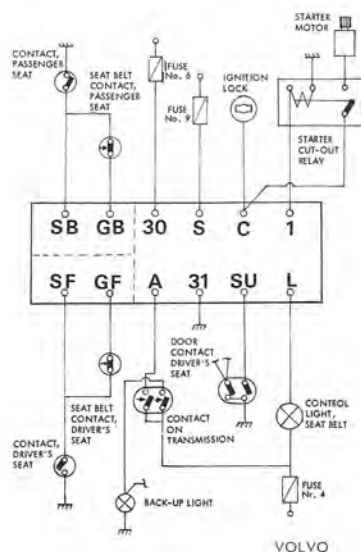 STARTER
MOTOR
CONTACT,
PASSENGER
SEAT
SEAT BELT
CONTACT,
PASSENGER
SEAT
FUSE
No. 6
FUSE
No. 9
IGNITION
LOCK
STARTER
CUT-OUT
RELAY
SB GB 30 S C 1
SF GF A 31 SU L
DOOR
CONTACT
DRIVER'S
SEAT
SEAT BELT
CONTACT,
DRIVER'S
SEAT
CONTACT
ON
TRANSMISSION
CONTROL
LIGHT,
SEAT BELT
CONTACT,
DRIVER'S
SEAT
BACK-UP LIGHT
FUSE
Nr. 4
VOLVO